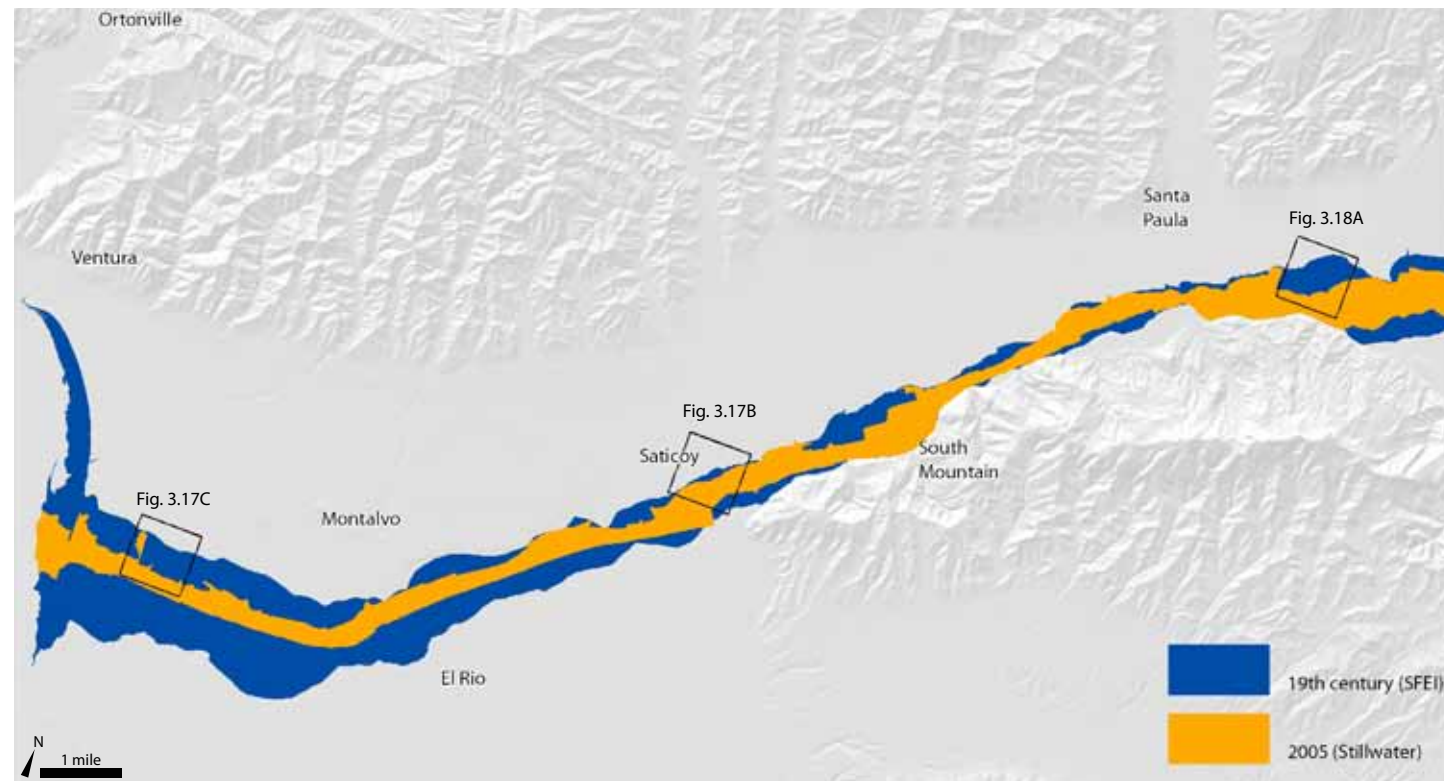 Ortonville
Santa
Paula
Fig. 3.18A
Ventura
Fig. 3.17B
Saticoy
South
Mountain
Fig. 3.17C
Montalvo
El Rio
19th century (SFEI)
2005 (Stillwater)
N
1 mile